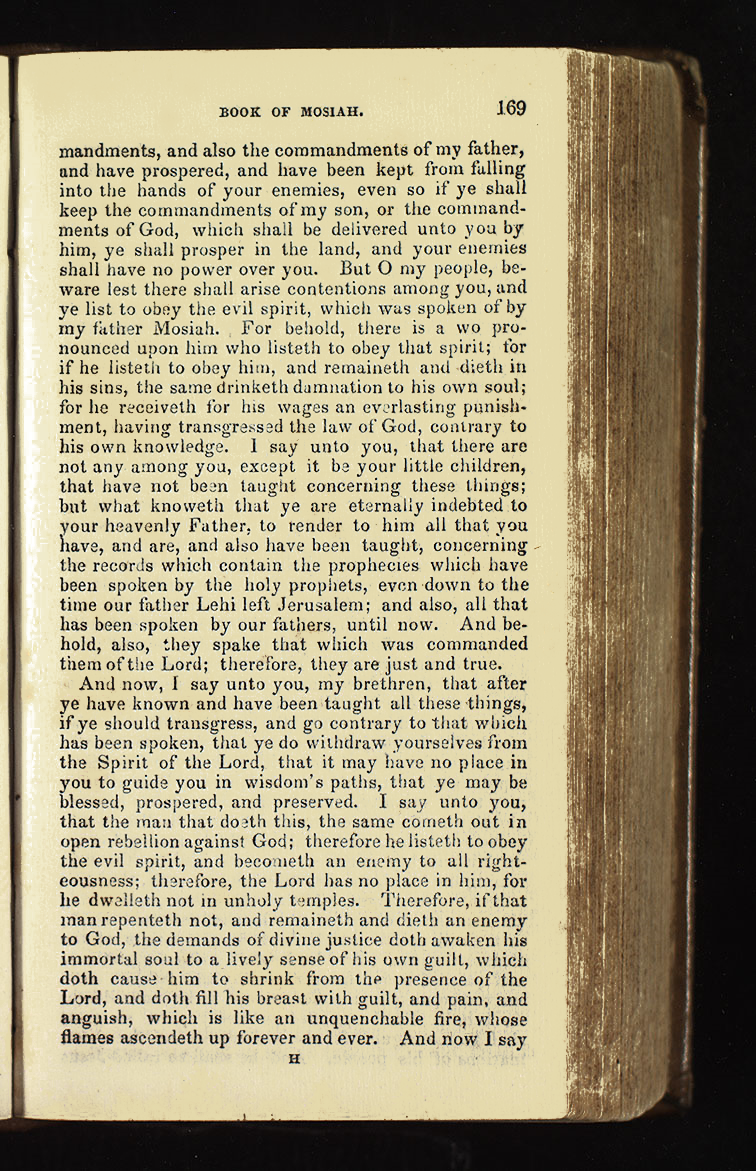 BOOK OF MOSIAH. 169
mandments, and also the commandments of my father,
and have prospered, and have been kept from falling
into the hands of your enemies, even so if ye shall
keep the commandments of my son, or the command-
ments of God, which shall be delivered unto you by
him, ye shall prosper in the land, and your enemies
shall have no power over you. But O my people, be-
ware lest there shall arise contentions among you, and
ye list to obey the evil spirit, which was spoken of by
my father Mosiah. For behold, there is a wo pro-
nounced upon him who listeth to obey that spirit; for
if he listeth to obey him, and remaineth and dieth in
his sins, the same drinketh damnation to his own soul;
for he receiveth for his wages an everlasting punish-
ment, having transgressed the law of God, contrary to
his own knowledge. I say unto you, that there are
not any among you, except it be your little children,
that have not been taught concerning these things;
but what knoweth that ye are eternally indebted to
your heavenly Father, to render to him all that you
have, and are, and also have been taught, concerning
the records which contain the prophecies which have
been spoken by the holy prophets, even down to the
time our father Lehi left Jerusalem; and also, all that
has been spoken by our fathers, until now. And be-
hold, also, they spake that which was commanded
them of the Lord; therefore, they are just and true.
And now, I say unto you, my brethren, that after
ye have known and have been taught all these things,
if ye should transgress, and go contrary to that which
has been spoken, that ye do withdraw yourselves from
the Spirit of the Lord, that it may have no place in
you to guide you in wisdom's paths, that ye may be
blessed, prospered, and preserved. I say unto you,
that the man that doeth this, the same cometh out in
open rebellion against God; therefore he listeth to obey
the evil spirit, and becometh an enemy to all right-
eousness; therefore, the Lord has no place in him, for
he dwelleth not in unholy temples. Therefore, if that
man repenteth not, and remaineth and dieth an enemy
to God, the demands of divine justice doth awaken his
immortal soul to a lively sense of his own guilt, which
doth cause him to shrink from the presence of the
Lord, and doth fill his breast with guilt, and pain, and
anguish, which is like an unquenchable fire, whose
flames ascendeth up forever and ever. And now I say
H